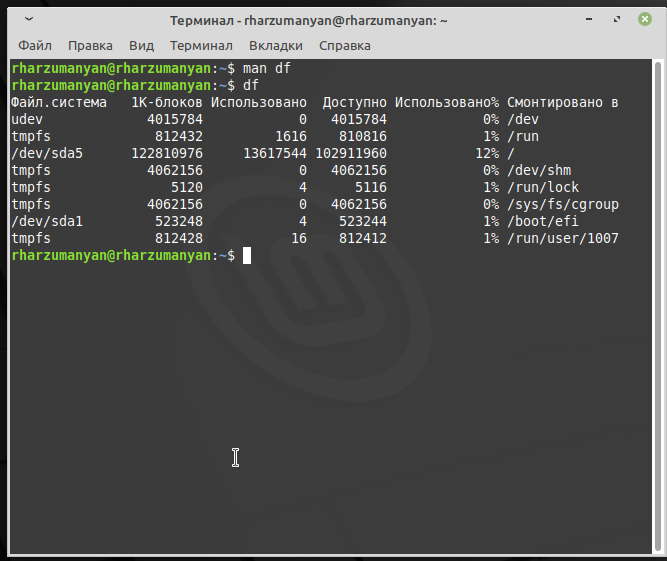 Терминал - rharzumanyan@rharzumanyan: ~
Файл Правка Вид Терминал Вкладки Справка
rharzumanyan@rharzumanyan:~$ man df
rharzumanyan@rharzumanyan:~$ df
Файл.система 1K-блоков Использовано Доступно Использовано% Смонтировано в
udev 4015784 0 4015784 0% /dev
tmpfs 812432 1616 810816 1% /run
/dev/sda5 122810976 13617544 102911960 12% /
tmpfs 4062156 0 4062156 0% /dev/shm
tmpfs 5120 4 5116 1% /run/lock
tmpfs 4062156 0 4062156 0% /sys/fs/cgroup
/dev/sda1 523248 4 523244 1% /boot/efi
tmpfs 812428 16 812412 1% /run/user/1007
rharzumanyan@rharzumanyan:~$